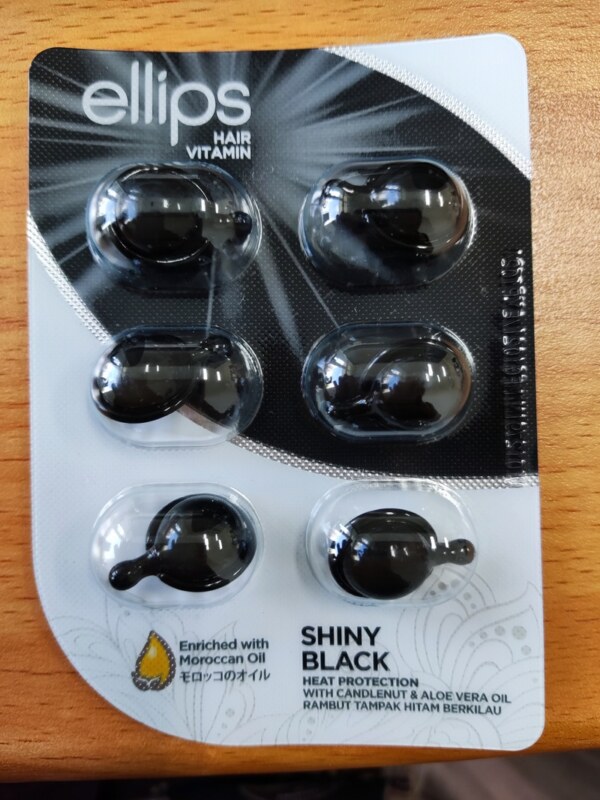 ellips
HAIR
VITAMIN
Enriched with
Moroccan Oil
モロッコのオイル
SHINY
BLACK
HEAT PROTECTION
WITH CANDLENUT & ALOE VERA OIL
RAMBUT TAMPAK HITAM BERKILAU